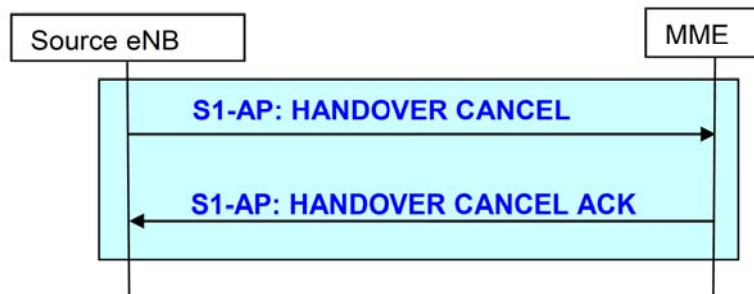 Source eNB
MME
S1-AP: HANDOVER CANCEL
S1-AP: HANDOVER CANCEL ACK